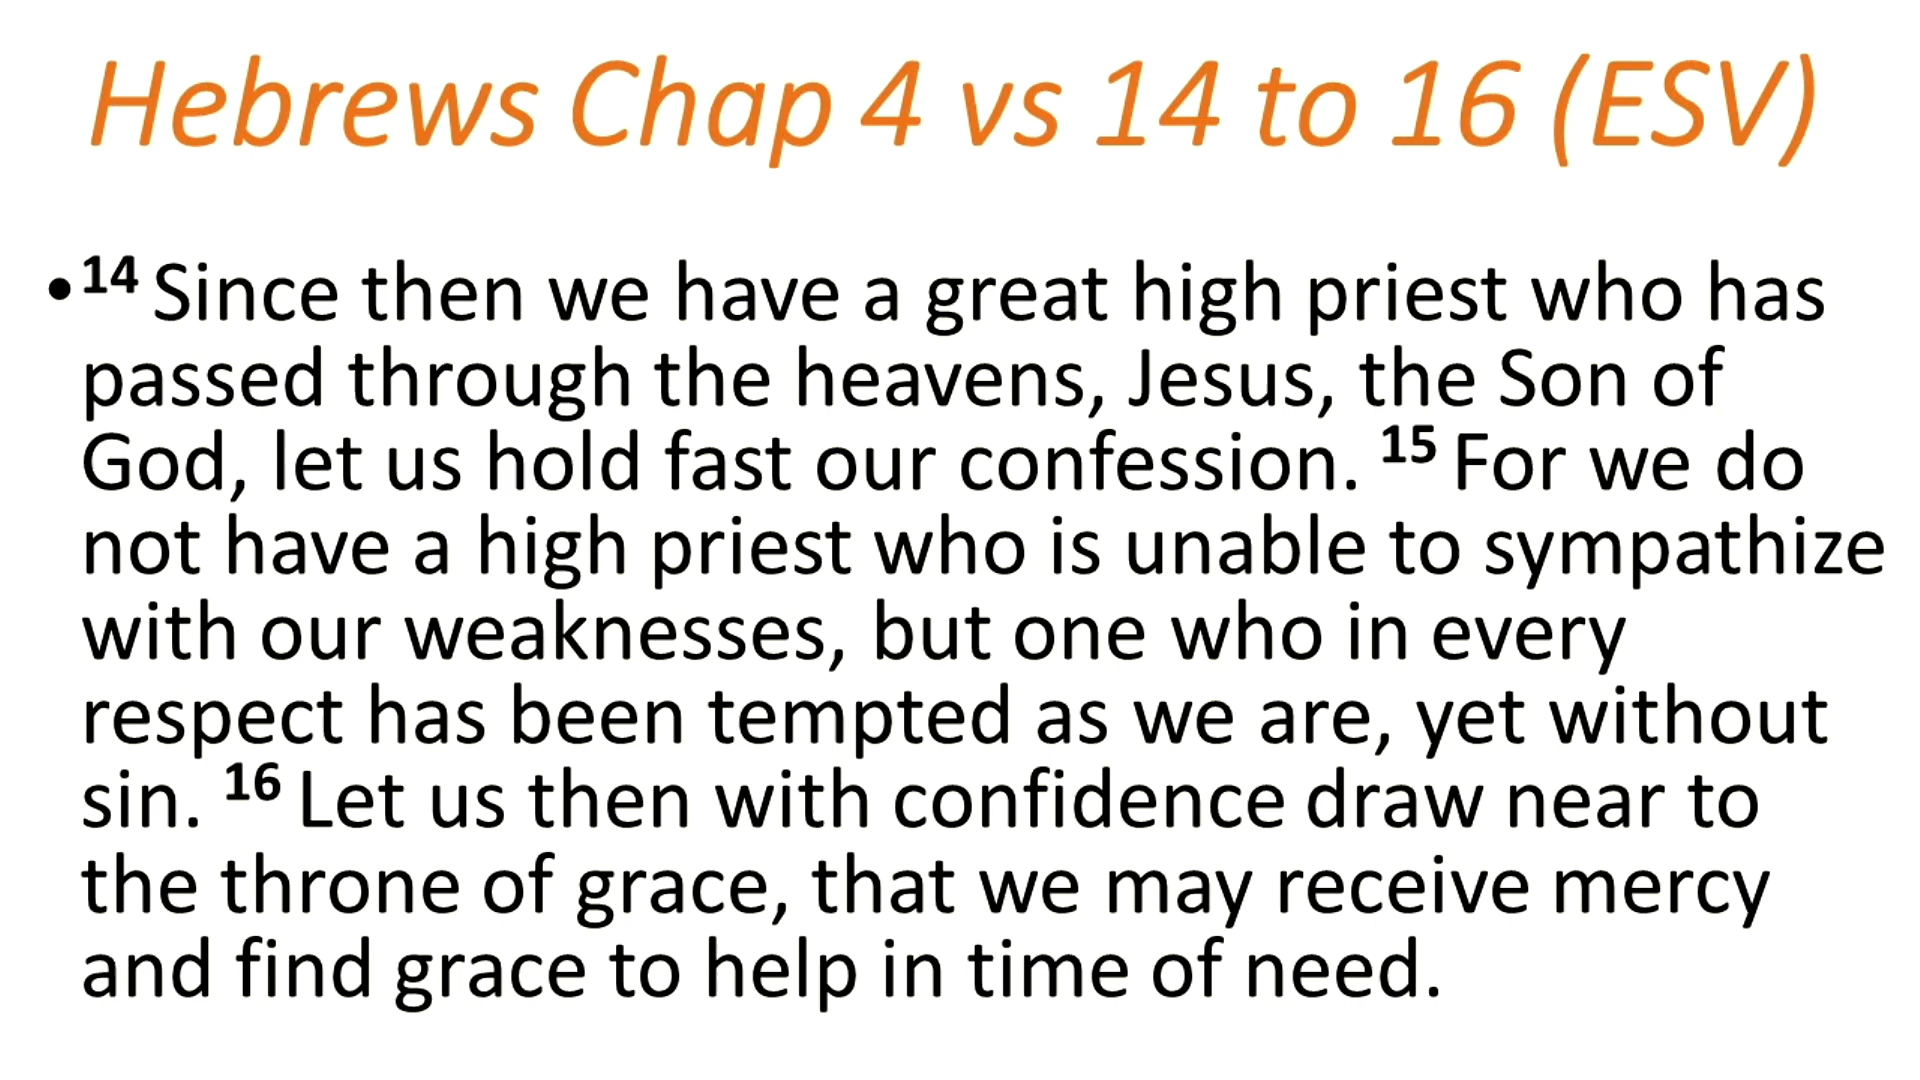 Hebrews Chap 4 vs 14 to 16 (ESV)
•14 Since then we have a great high priest who has
passed through the heavens, Jesus, the Son of
God, let us hold fast our confession. 15 For we do
not have a high priest who is unable to sympathize
with our weaknesses, but one who in every
respect has been tempted as we are, yet without
sin. 16 Let us then with confidence draw near to
the throne of grace, that we may receive mercy
and find grace to help in time of need.